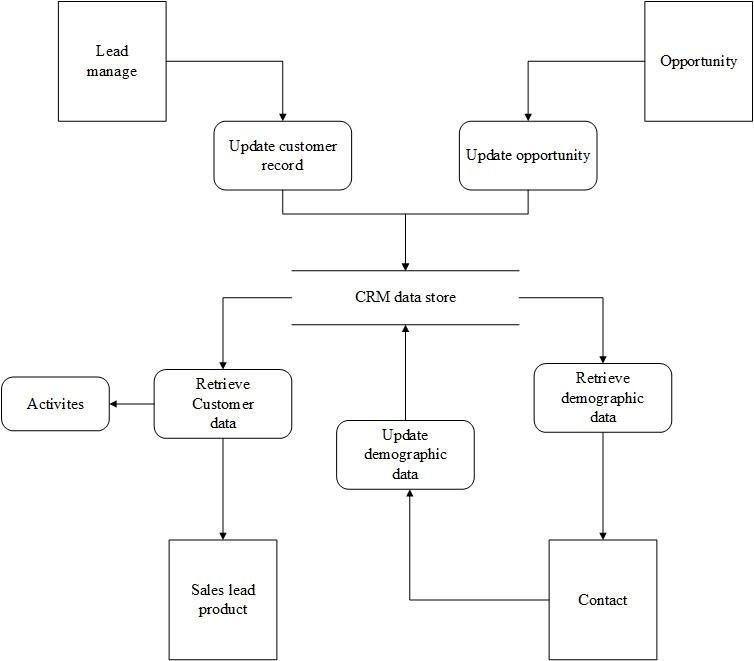 Lead
manage
Opportunity
Update customer
record
Update opportunity
CRM data store
Retrieve
Customer
data
Activites
Retrieve
demographic
data
Update
demographic
data
Sales lead
product
Contact